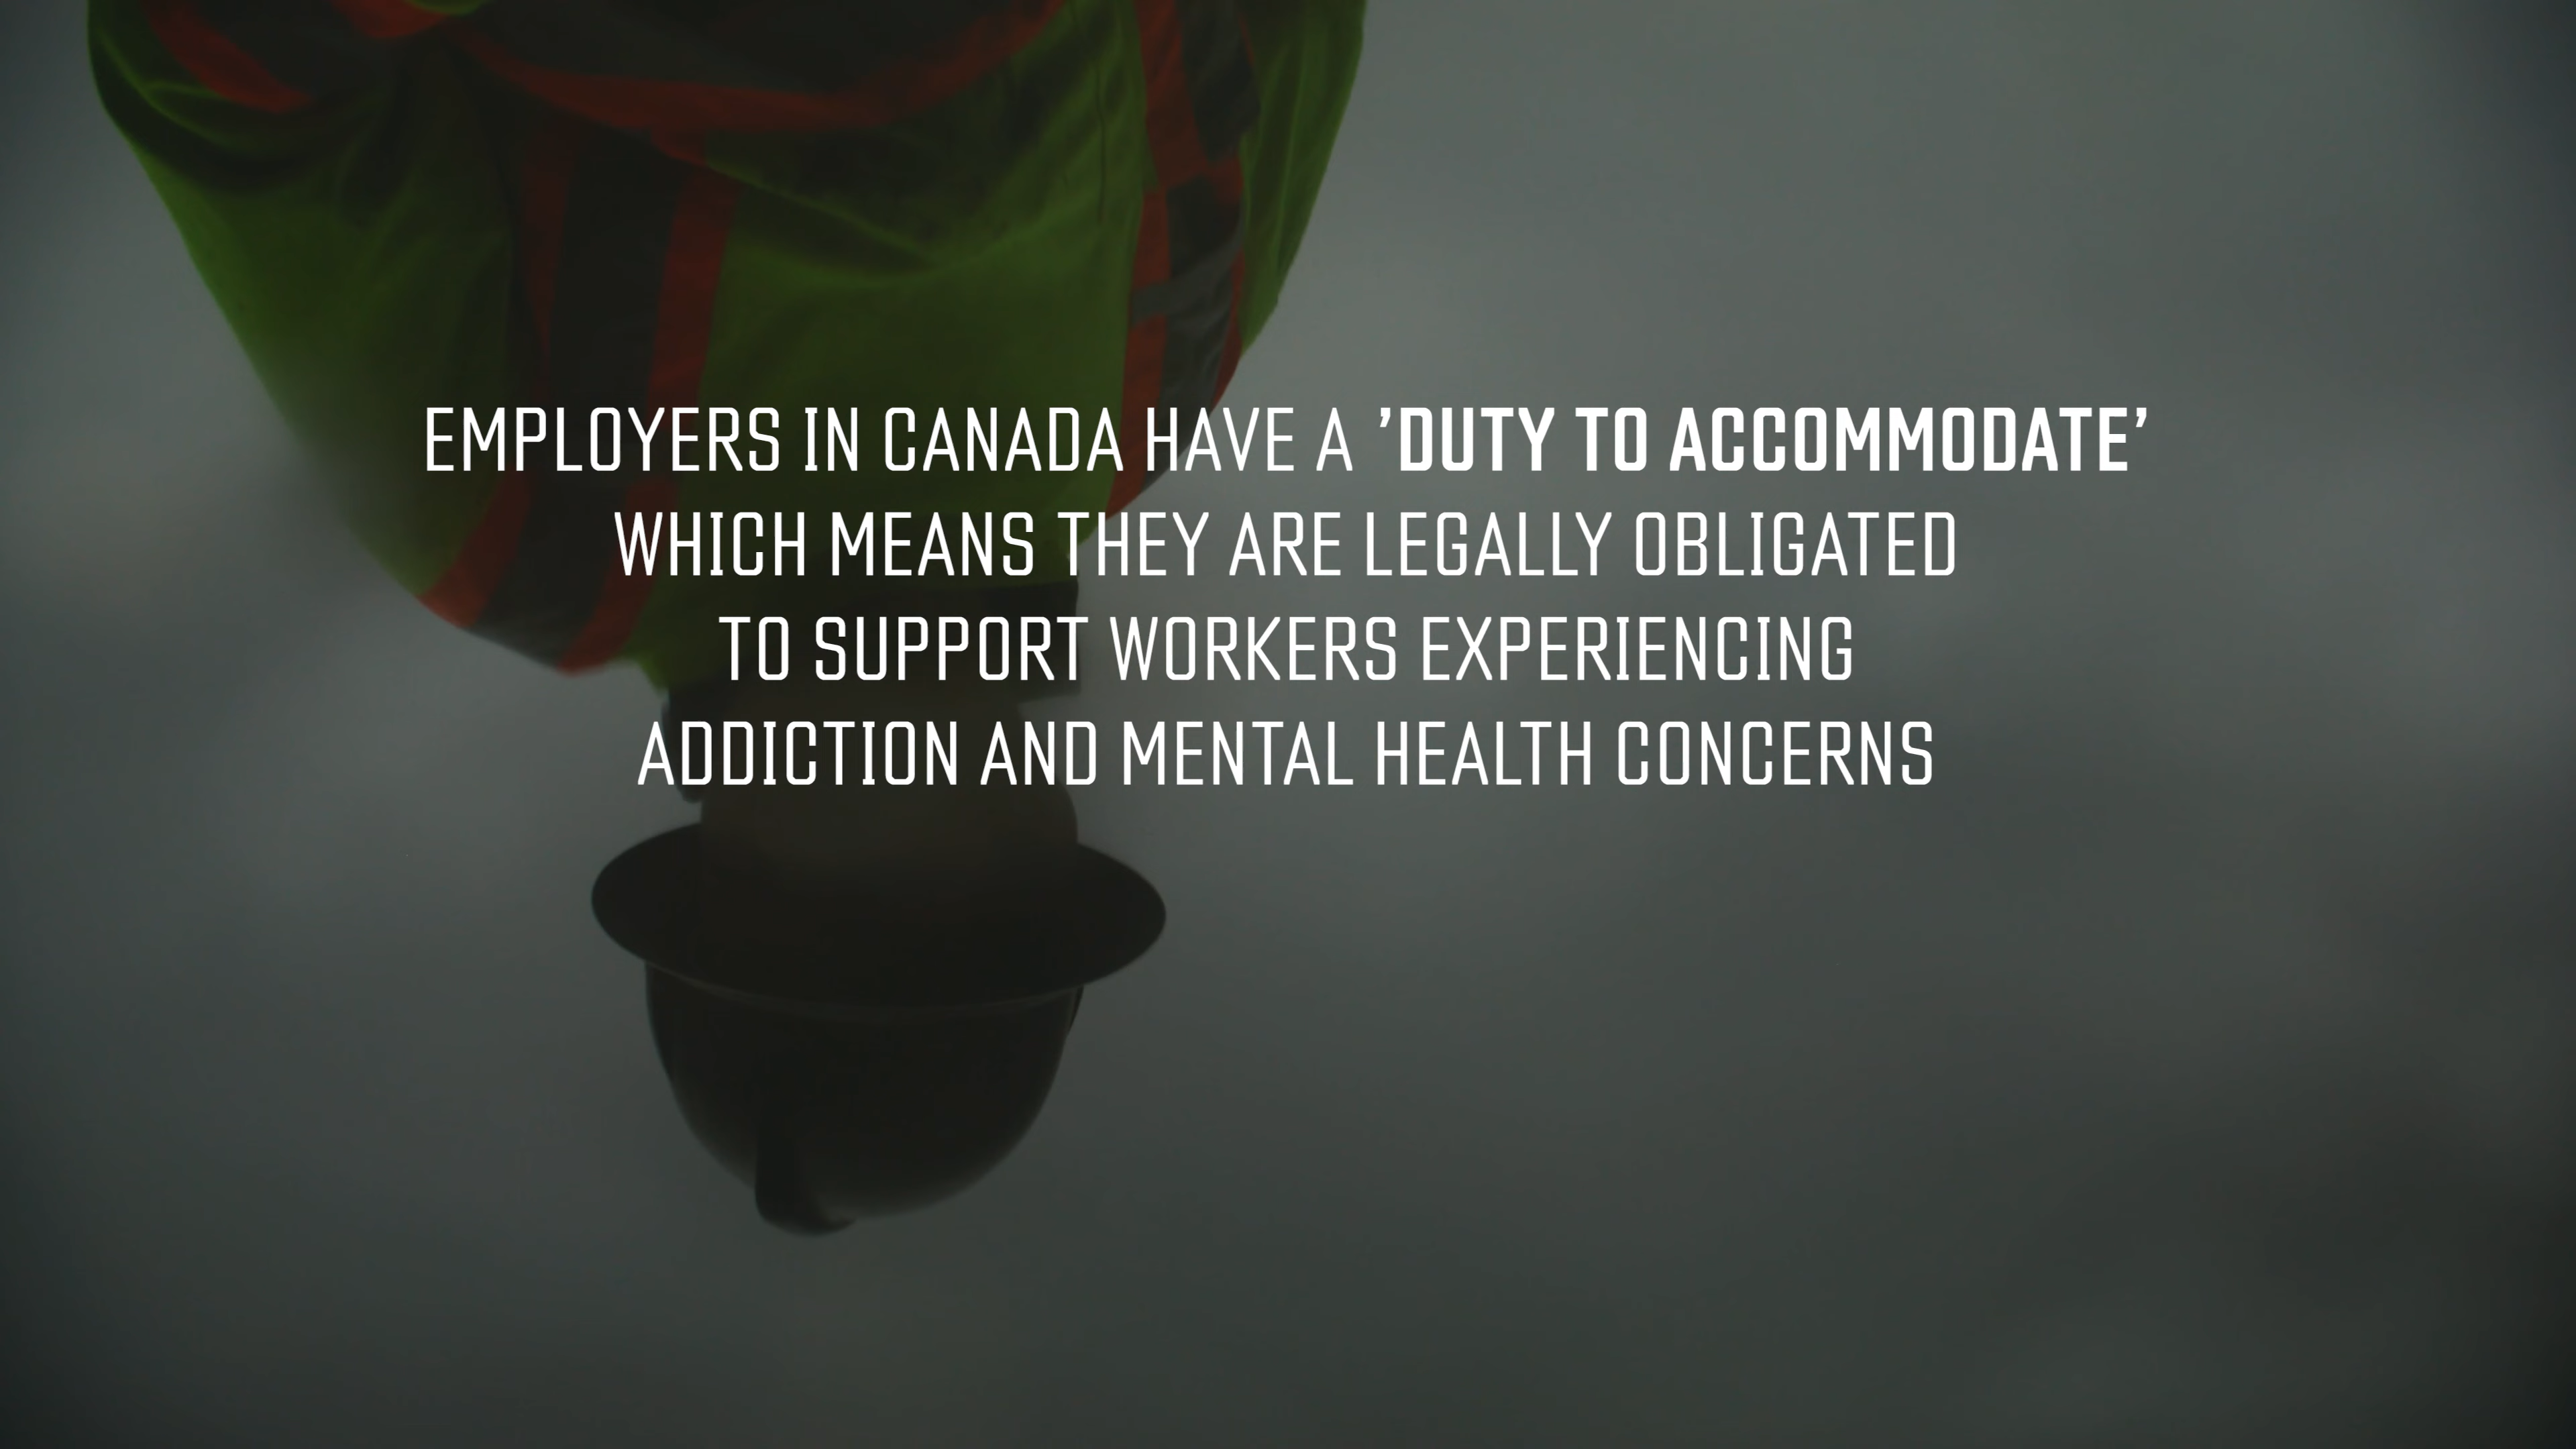 EMPLOYERS IN CANADA HAVE A ’DUTY TO ACCOMMODATE’
WHICH MEANS THEY ARE LEGALLY OBLIGATED
TO SUPPORT WORKERS EXPERIENCING
ADDICTION AND MENTAL HEALTH CONCERNS